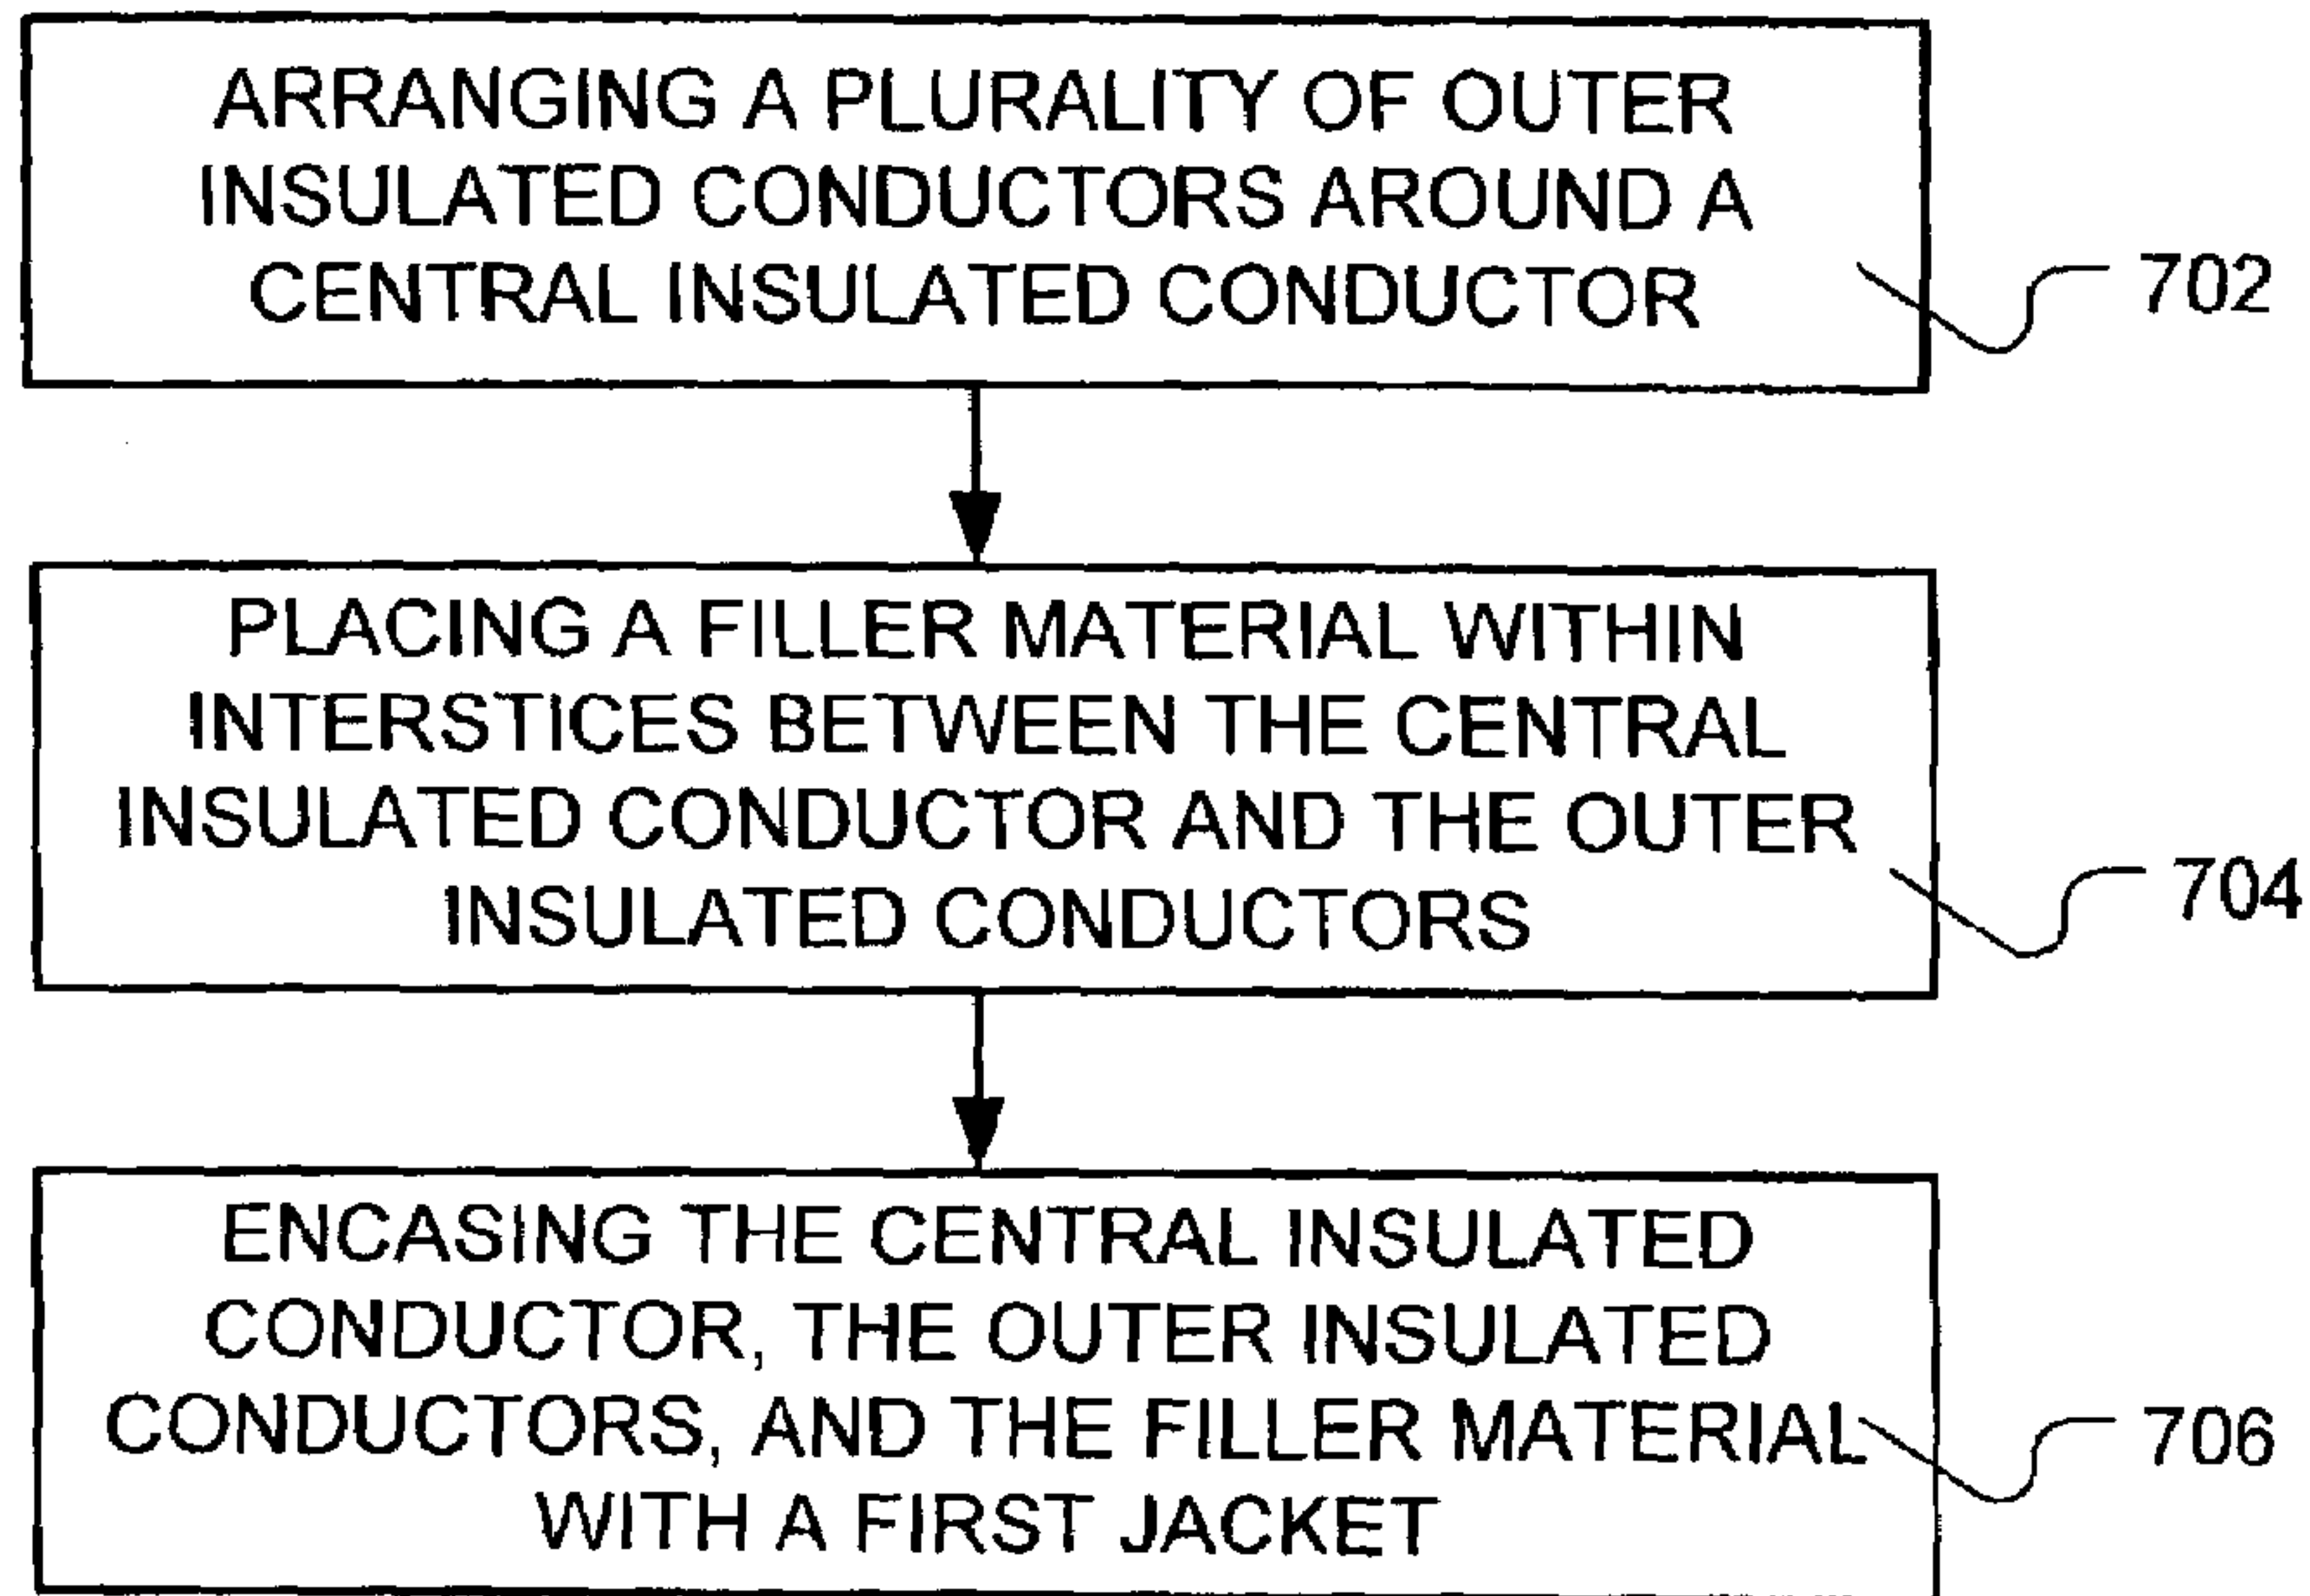 ARRANGING A PLURALITY OF OUTER
INSULATED CONDUCTORS AROUND A
CENTRAL INSULATED CONDUCTOR
702
PLACING A FILLER MATERIAL WITHIN
INTERSTICES BETWEEN THE CENTRAL
INSULATED CONDUCTOR AND THE OUTER
INSULATED CONDUCTORS
704
ENCASING THE CENTRAL INSULATED
CONDUCTOR, THE OUTER INSULATED
CONDUCTORS, AND THE FILLER MATERIAL
WITH A FIRST JACKET
706